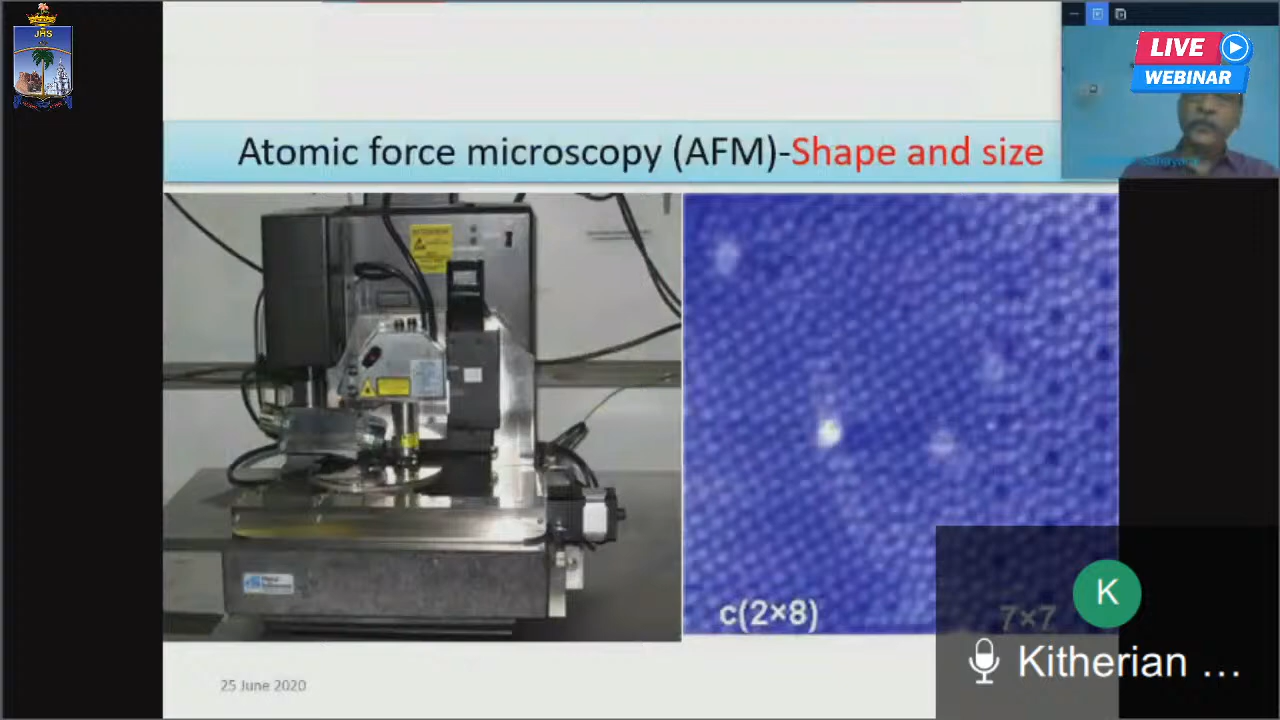 JHS
LIVE
WEBINAR
Atomic force microscopy (AFM)-Shape and size
c(2×8)
7×7
K
Kitherian …
25 June 2020